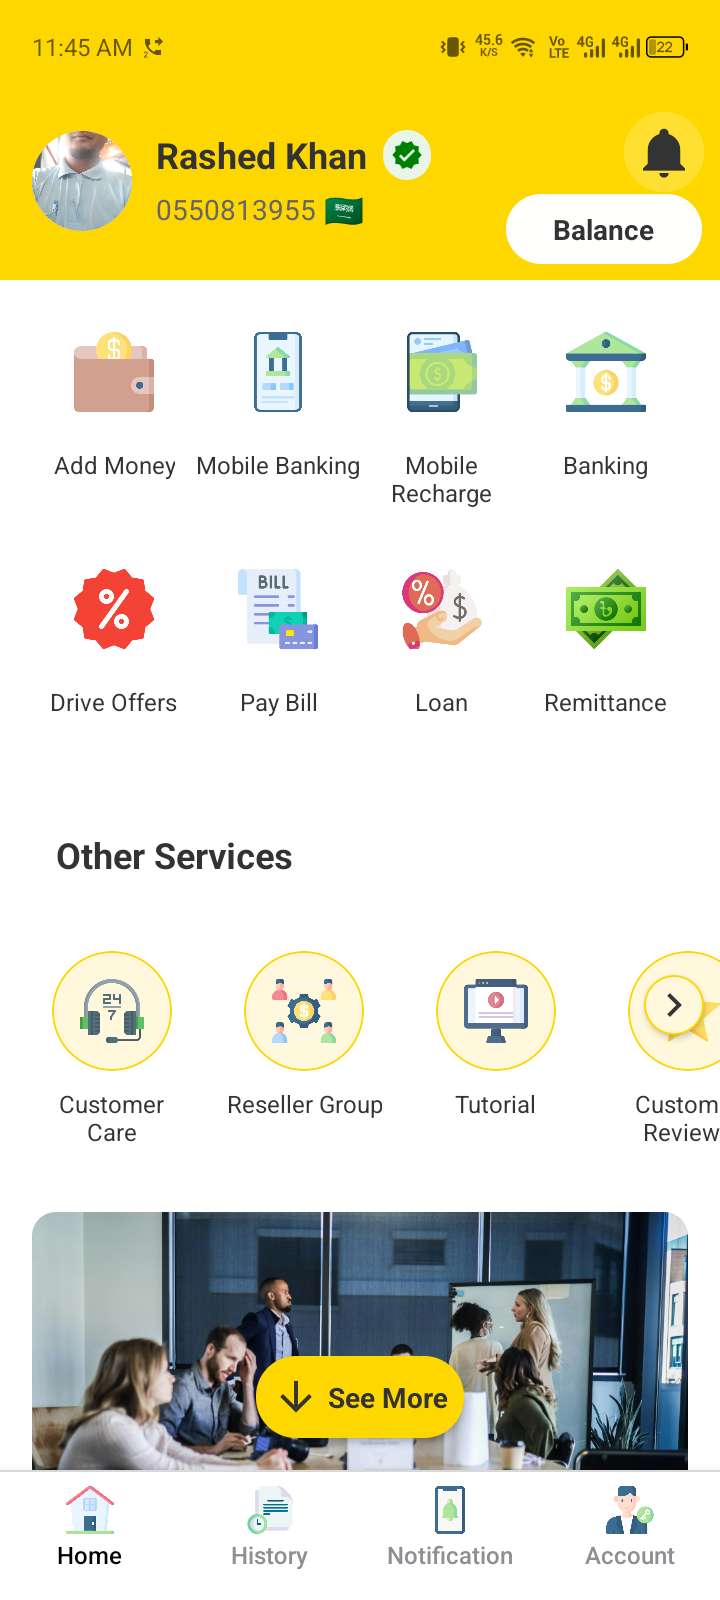 11:45 AM
45.6 K/S
Vo LTE 4G 4G 22
Rashed Khan
0550813955
Balance
Add Money
Mobile Banking
Mobile
Recharge
Banking
BILL
Drive Offers
Pay Bill
Loan
Remittance
Other Services
24
7
Customer
Care
Reseller Group
Tutorial
Custom
Review
See More
Home
History
Notification
Account